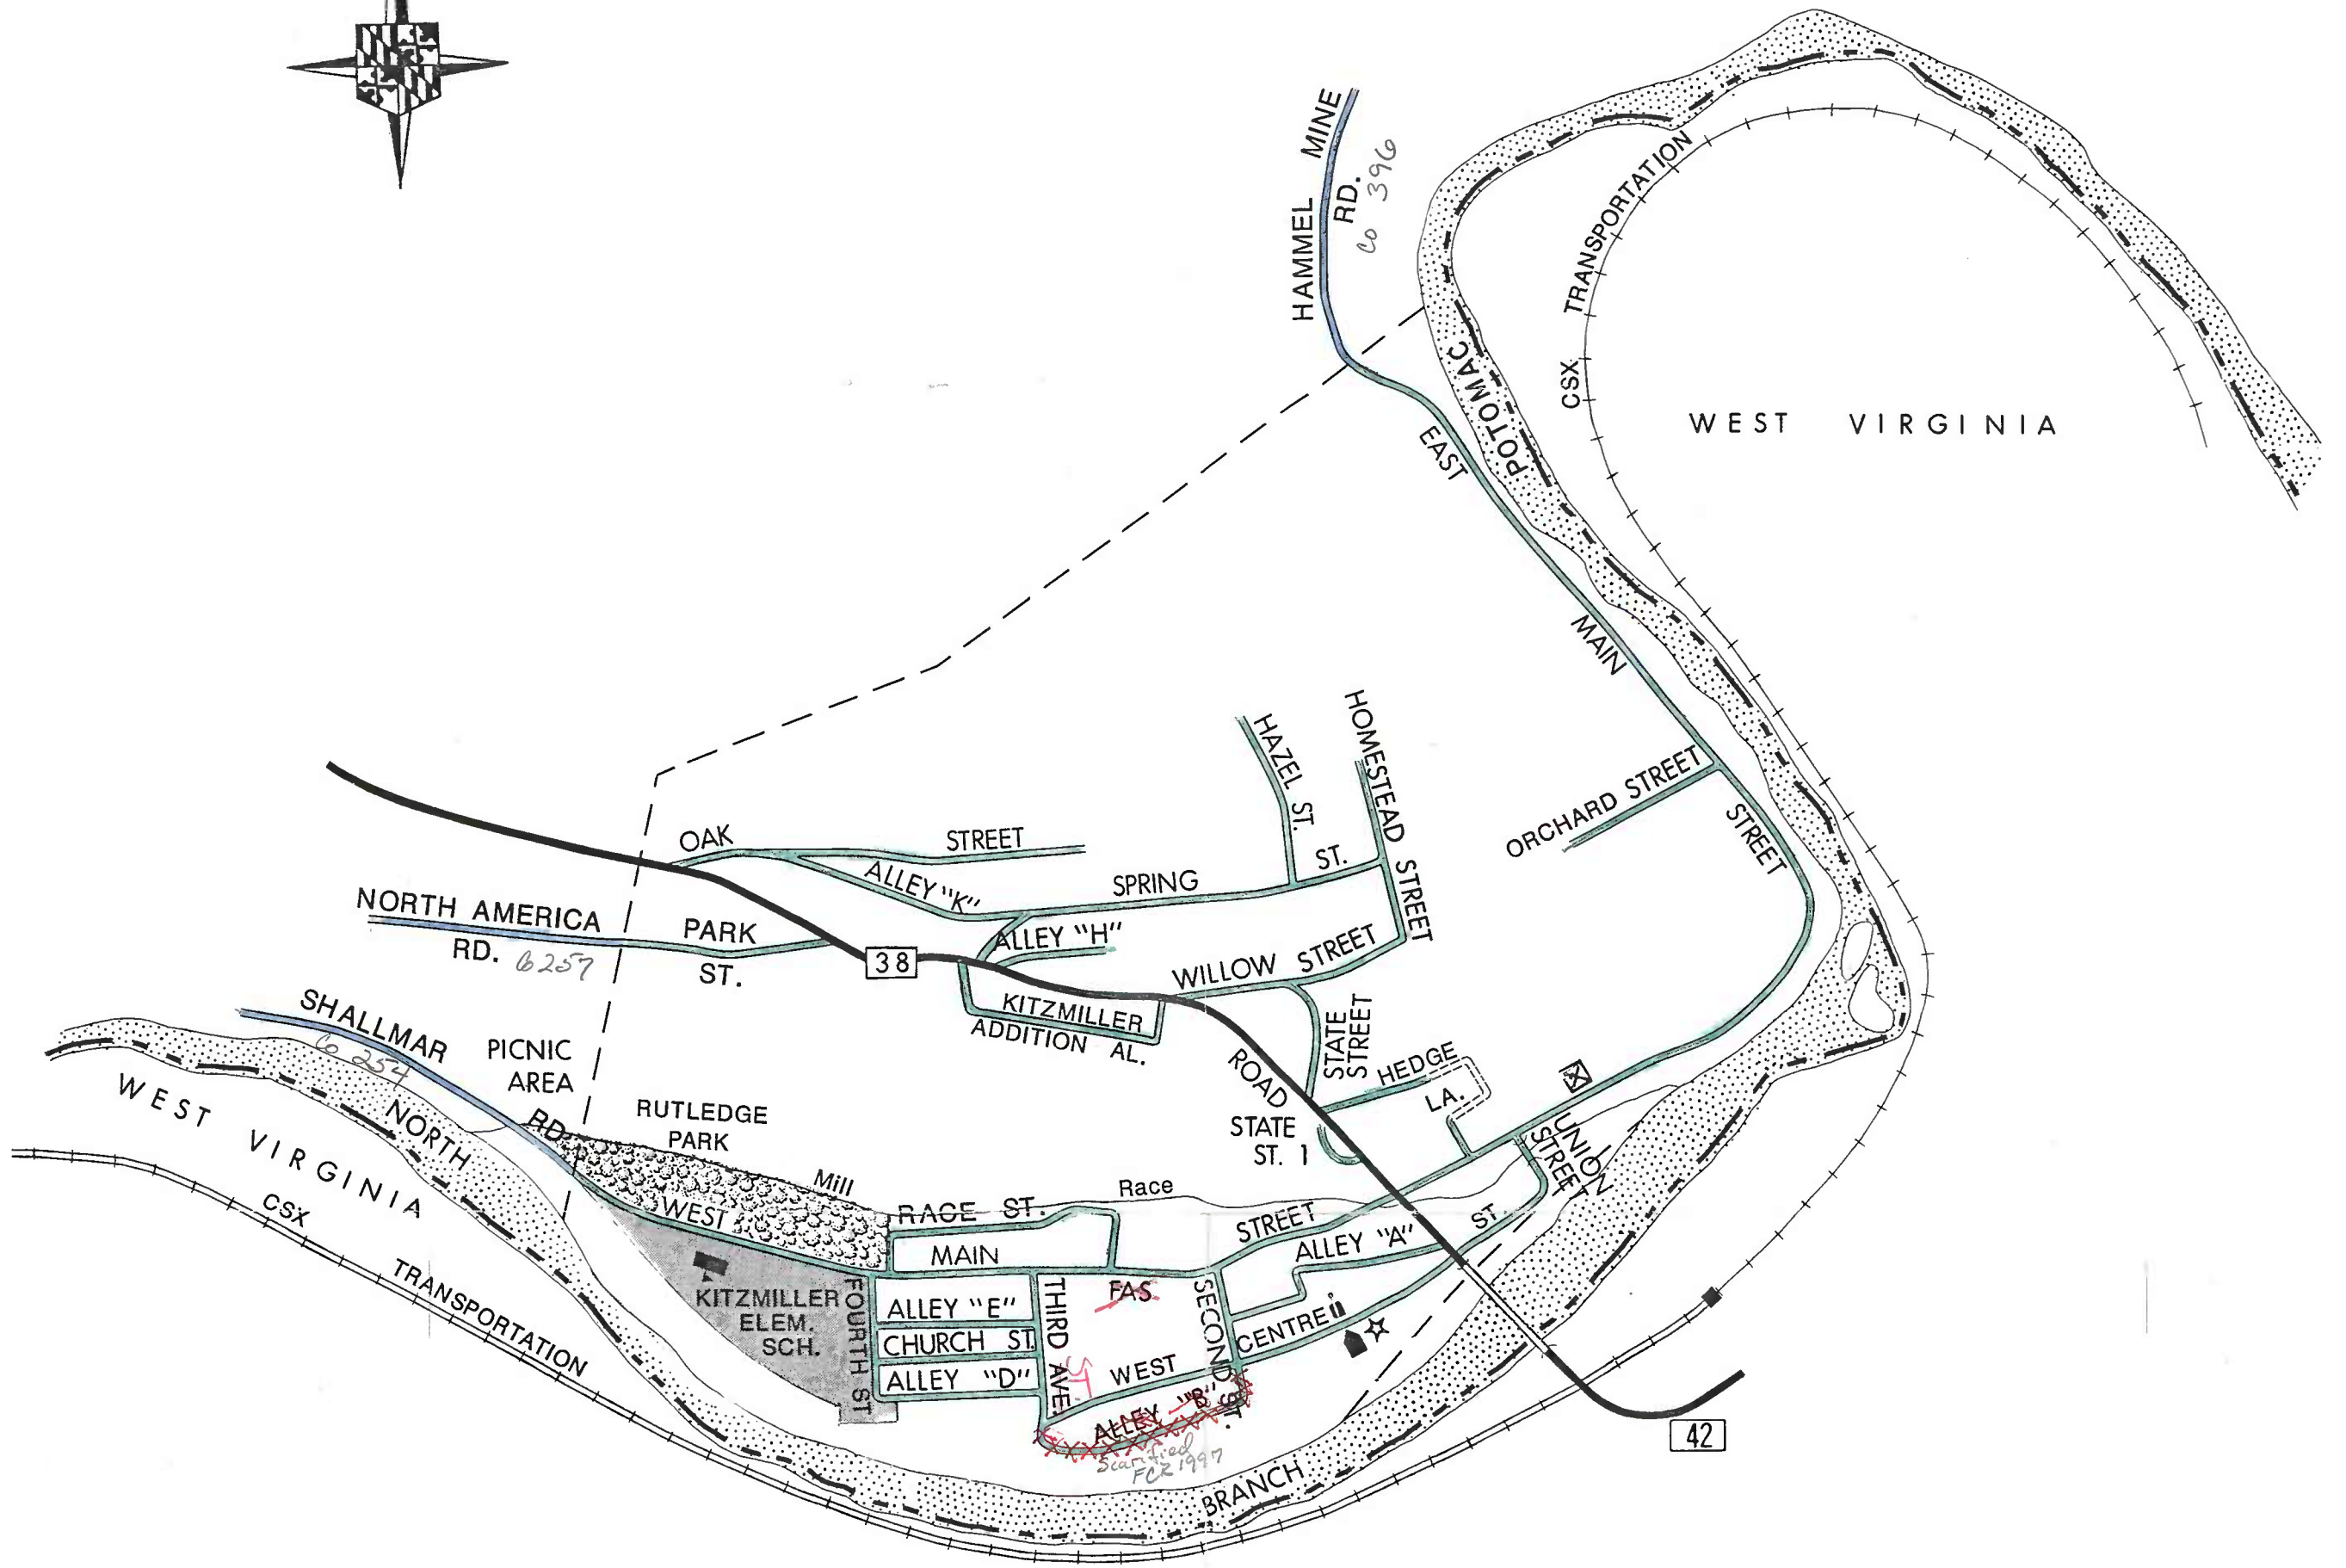 HAMMEL MINE
RD.
CO 396
CSX TRANSPORTATION
POTOMAC
WEST VIRGINIA
EAST MAIN STREET
HAZEL ST.
HOMESTEAD STREET
ORCHARD STREET
OAK STREET
ALLEY "K"
SPRING ST.
NORTH AMERICA
RD.
Co 257
PARK
ST.
38
ALLEY "H"
WILLOW STREET
KITZMILLER
ADDITION AL.
STATE
STREET
SHALLMAR RD.
Co 254
PICNIC
AREA
ROAD
HEDGE
LA.
STATE
ST. 1
UNION
STREET
WEST VIRGINIA
NORTH
RUTLEDGE
PARK
Mill Race
RACE ST.
WEST MAIN STREET
ALLEY "A"
CSX TRANSPORTATION
KITZMILLER
ELEM.
SCH.
FOURTH ST
ALLEY "E"
CHURCH ST.
ALLEY "D"
THIRD AVE.
ST
FAS
SECOND ST.
WEST CENTRE ST.
ALLEY "B"
Scarified
FCR 1997
BRANCH
42